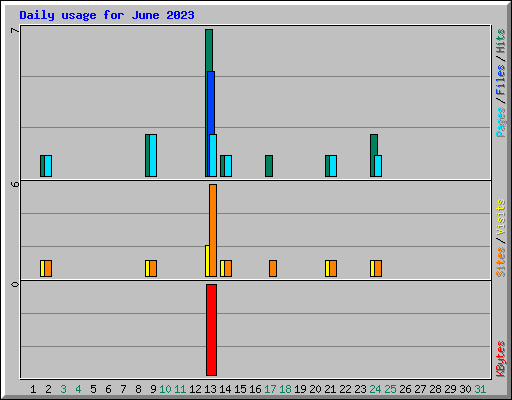 Daily usage for June 2023
7
6
0
Pages / Files / Hits
Sites / Visits
KBytes
1 2 3 4 5 6 7 8 9 10 11 12 13 14 15 16 17 18 19 20 21 22 23 24 25 26 27 28 29 30 31